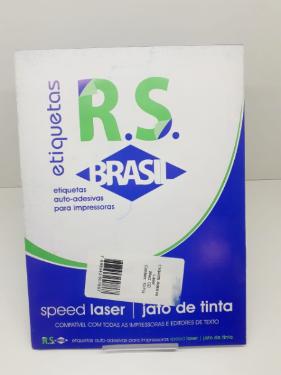 etiquetas
R.S.
BRASIL
etiquetas
auto-adesivas
para impressoras
speed laser | jato de tinta
COMPATÍVEL COM TODAS AS IMPRESSORAS E EDITORES DE TEXTO
R.S. etiquetas auto-adesivas para impressoras speed laser | jato de tinta